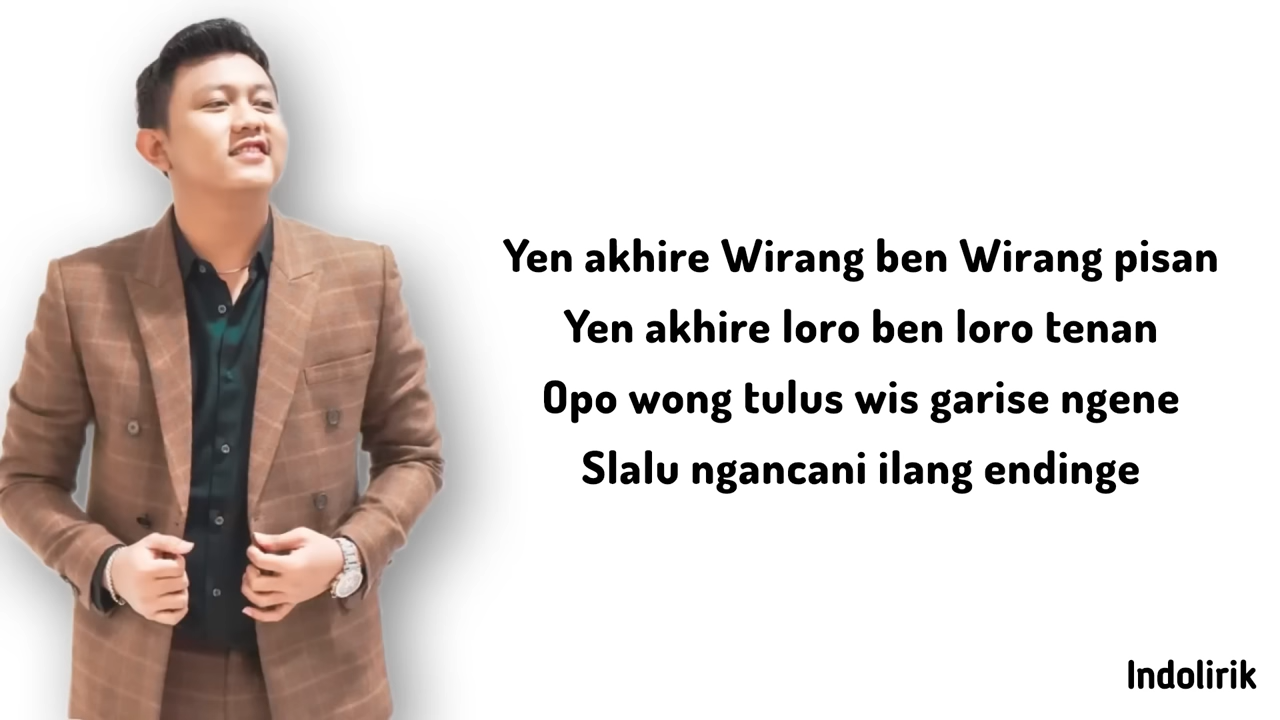 Yen akhire Wirang ben Wirang pisan
Yen akhire loro ben loro tenan
Opo wong tulus wis garise ngene
Slalu ngancani ilang endinge
Indolirik